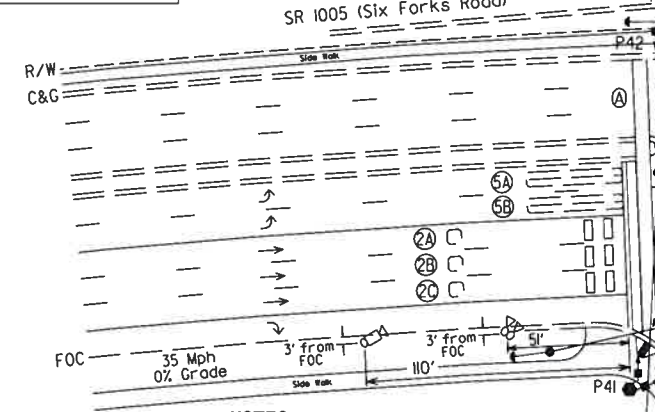 SR 1005 (Six Forks Road)
P42
R/W
Side Walk
C&G
A
5A
5B
2A
2B
2C
FOC
35 Mph
0% Grade
3' from
FOC
3' from
FOC
51'
110'
Side Walk
P41